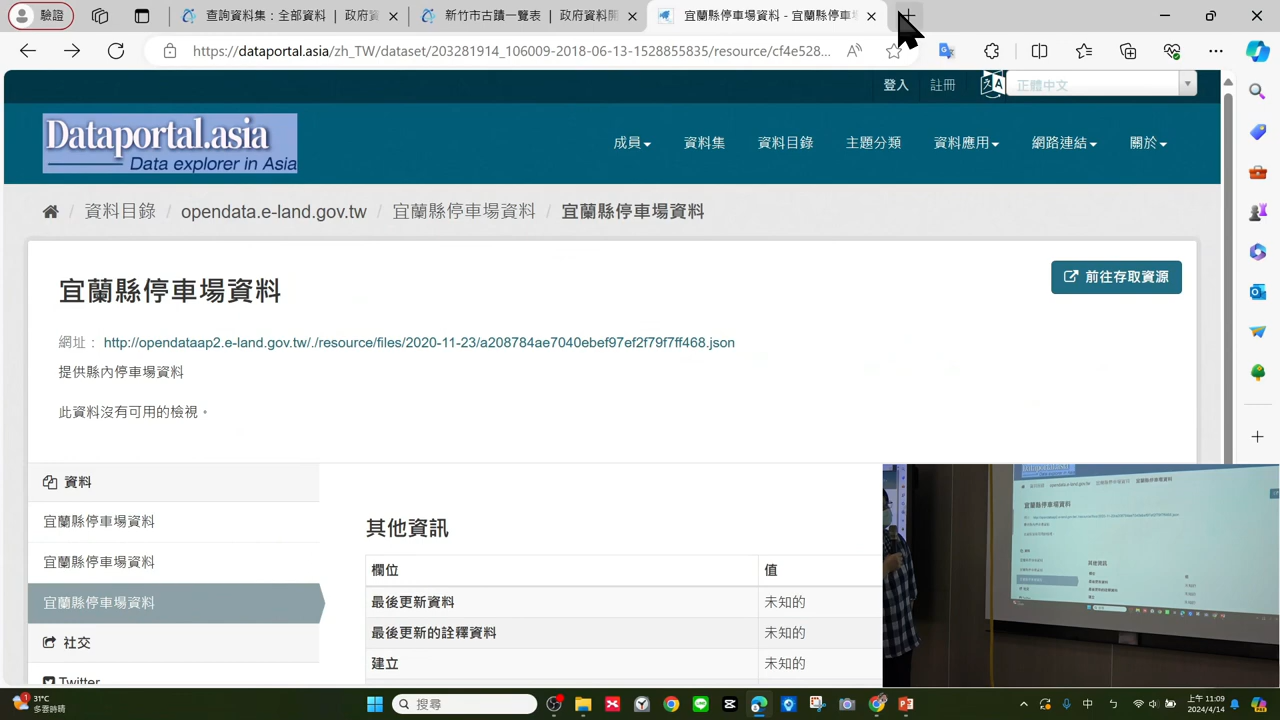 驗證
查詢資料集 : 全部資料 | 政府資
新竹市古蹟一覽表 | 政府資料開
宜蘭縣停車場資料 - 宜蘭縣停車場
https://dataportal.asia/zh_TW/dataset/203281914_106009-2018-06-13-1528855835/resource/cf4e528...
登入
註冊
正體中文
Dataportal.asia
Data explorer in Asia
成員
資料集
資料目錄
主題分類
資料應用
網路連結
關於
資料目錄 / opendata.e-land.gov.tw / 宜蘭縣停車場資料 / 宜蘭縣停車場資料
宜蘭縣停車場資料
前往存取資源
網址： http://opendataap2.e-land.gov.tw/./resource/files/2020-11-23/a208784ae7040ebef97ef2f79f7ff468.json
提供縣內停車場資料
此資料沒有可用的檢視。
資料
宜蘭縣停車場資料
宜蘭縣停車場資料
宜蘭縣停車場資料
社交
Twitter
其他資訊
欄位 值
最後更新資料 未知的
最後更新的詮釋資料 未知的
建立 未知的
31°C
多雲時晴
搜尋
中
上午 11:09
2024/4/14